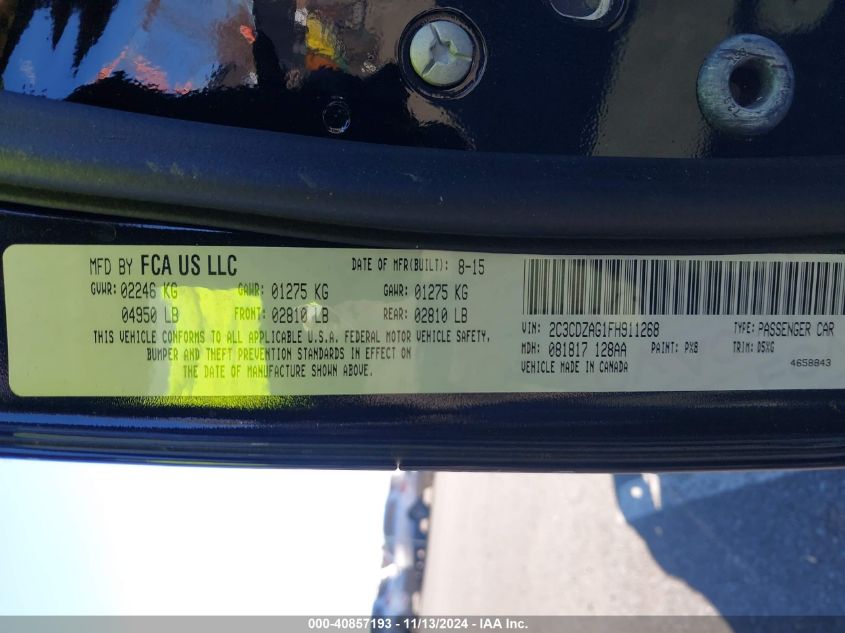 MFD BY FCA US LLC DATE OF MFR(BUILT): 8-15
GVWR: 02246 KG GAWR: 01275 KG GAWR: 01275 KG
04950 LB FRONT: 02810 LB REAR: 02810 LB
THIS VEHICLE CONFORMS TO ALL APPLICABLE U.S.A. FEDERAL MOTOR VEHICLE SAFETY,
BUMPER AND THEFT PREVENTION STANDARDS IN EFFECT ON
THE DATE OF MANUFACTURE SHOWN ABOVE.
VIN: 2C3CDZAG1FH911268 TYPE: PASSENGER CAR
MDH: 081817 128AA PAINT: PX8 TRIM: D5XG
VEHICLE MADE IN CANADA 4658843
000-40857193 - 11/13/2024 - IAA Inc.